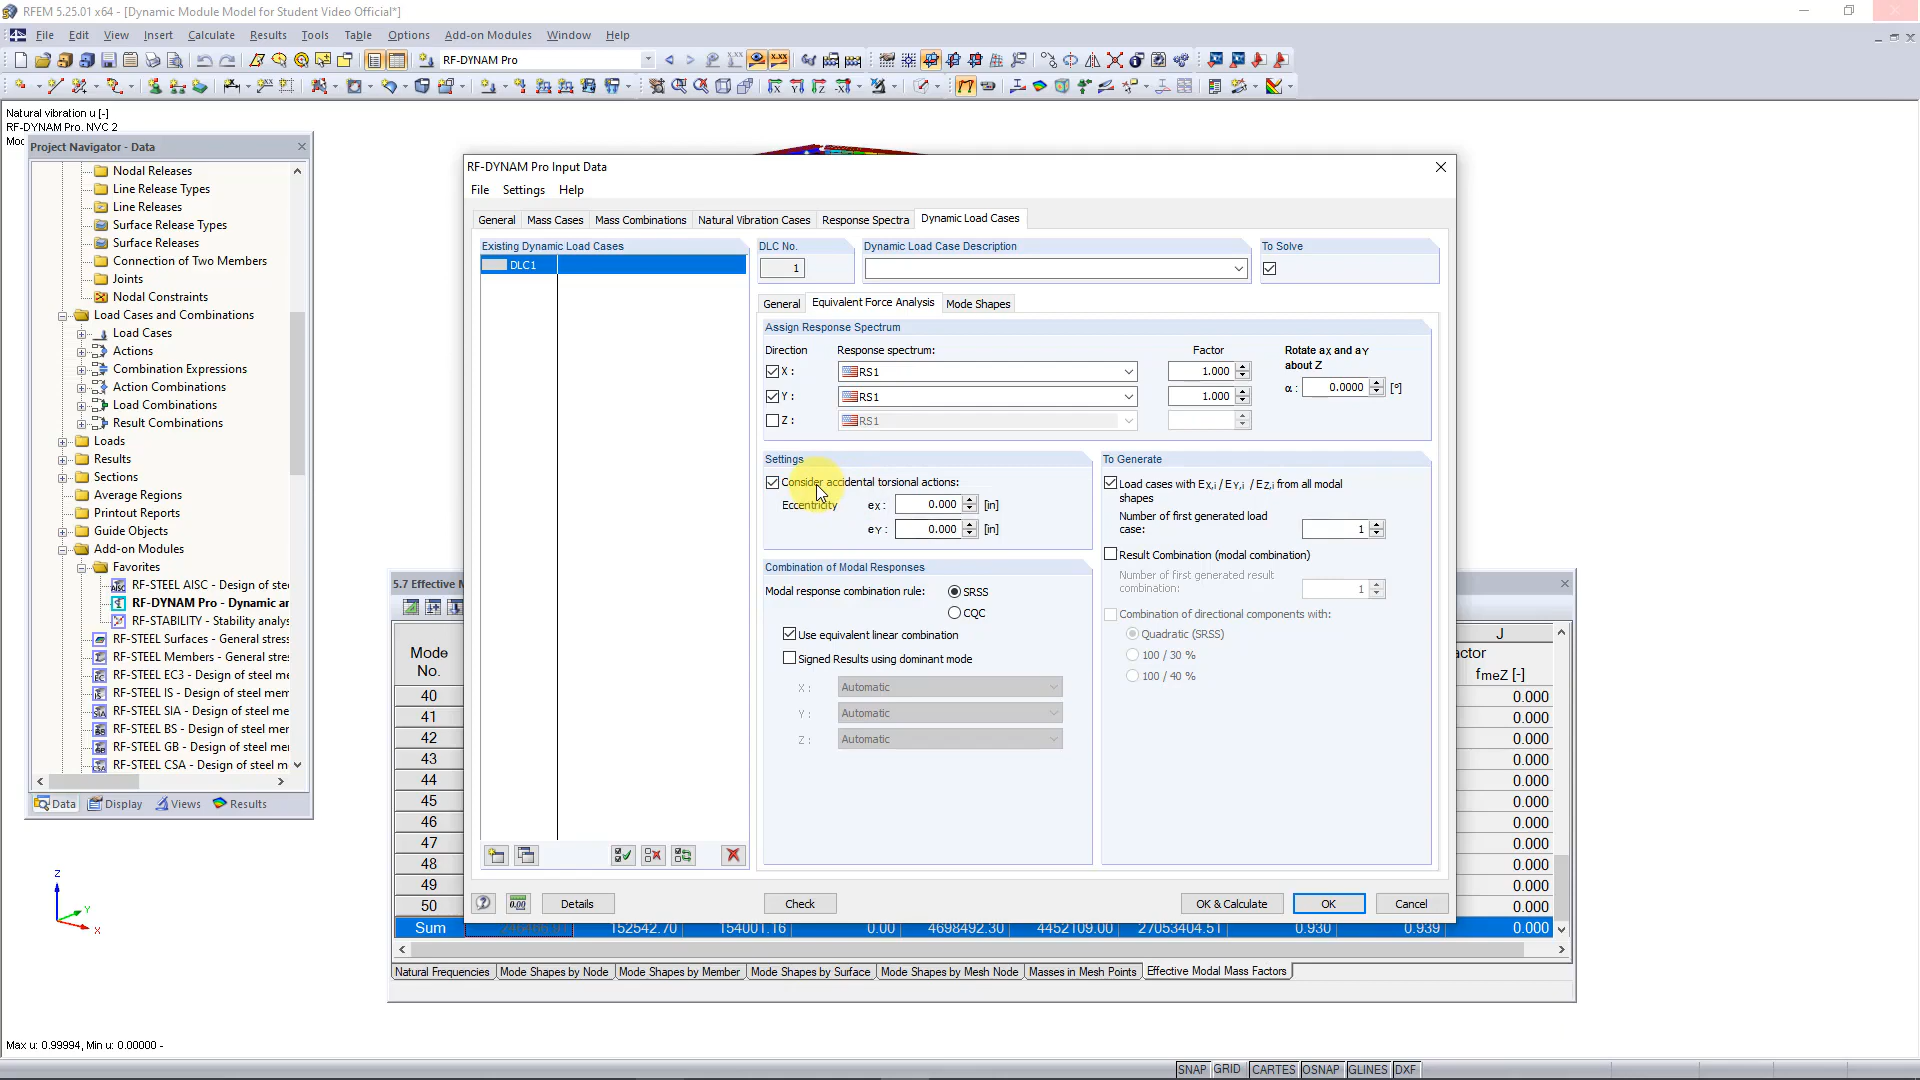 RFEM 5.25.01 x64 - [Dynamic Module Model for Student Video Official*]
File Edit View Insert Calculate Results Tools Table Options Add-on Modules Window Help
RF-DYNAM Pro
Natural vibration u [-]
RF-DYNAM Pro. NVC 2
Project Navigator - Data
Nodal Releases
Line Release Types
Line Releases
Surface Release Types
Surface Releases
Connection of Two Members
Joints
Nodal Constraints
Load Cases and Combinations
Load Cases
Actions
Combination Expressions
Action Combinations
Load Combinations
Result Combinations
Loads
Results
Sections
Average Regions
Printout Reports
Guide Objects
Add-on Modules
Favorites
RF-STEEL AISC - Design of stee
RF-DYNAM Pro - Dynamic an
RF-STABILITY - Stability analys
RF-STEEL Surfaces - General stress
RF-STEEL Members - General stress
RF-STEEL EC3 - Design of steel mem
RF-STEEL IS - Design of steel mem
RF-STEEL SIA - Design of steel mem
RF-STEEL BS - Design of steel mem
RF-STEEL GB - Design of steel mem
RF-STEEL CSA - Design of steel m
Data Display Views Results
Z
Y
X
Max u: 0.99994, Min u: 0.00000 -
RF-DYNAM Pro Input Data
File Settings Help
General Mass Cases Mass Combinations Natural Vibration Cases Response Spectra Dynamic Load Cases
Existing Dynamic Load Cases
DLC1
DLC No.
1
Dynamic Load Case Description
To Solve
General Equivalent Force Analysis Mode Shapes
Assign Response Spectrum
Direction Response spectrum: Factor
X : RS1 1.000
Y : RS1 1.000
Z : RS1
Rotate aX and aY
about Z
α : 0.0000 [°]
Settings
Consider accidental torsional actions:
Eccentricity eX : 0.000 [in]
eY : 0.000 [in]
Combination of Modal Responses
Modal response combination rule: SRSS
CQC
Use equivalent linear combination
Signed Results using dominant mode
X : Automatic
Y : Automatic
Z : Automatic
To Generate
Load cases with EX,i / EY,i / EZ,i from all modal
shapes
Number of first generated load
case: 1
Result Combination (modal combination)
Number of first generated result
combination: 1
Combination of directional components with:
Quadratic (SRSS)
100 / 30 %
100 / 40 %
Details Check OK & Calculate OK Cancel
5.7 Effective M
Mode
No.
J
actor
fmeZ [-]
40 0.000
41 0.000
42 0.000
43 0.000
44 0.000
45 0.000
46 0.000
47 0.000
48 0.000
49 0.000
50 0.000
Sum 152542.70 154001.16 0.00 4698492.30 4452109.00 27053404.51 0.930 0.939 0.000
Natural Frequencies Mode Shapes by Node Mode Shapes by Member Mode Shapes by Surface Mode Shapes by Mesh Node Masses in Mesh Points Effective Modal Mass Factors
SNAP GRID CARTES OSNAP GLINES DXF